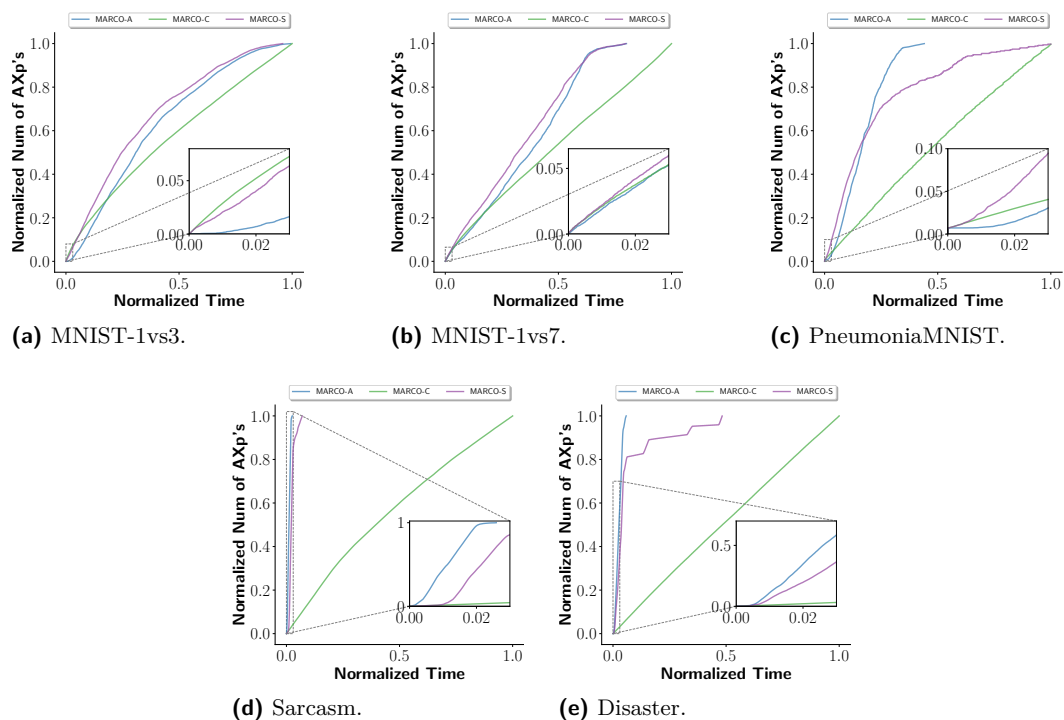 MARCO-A MARCO-C MARCO-S
Normalized Num of AXp's
1.0
0.8
0.6
0.4
0.2
0.0
0.05
0.00
0.00 0.02
0.0 0.5 1.0
Normalized Time
(a) MNIST-1vs3.
MARCO-A MARCO-C MARCO-S
Normalized Num of AXp's
1.0
0.8
0.6
0.4
0.2
0.0
0.05
0.00
0.00 0.02
0.0 0.5 1.0
Normalized Time
(b) MNIST-1vs7.
MARCO-A MARCO-C MARCO-S
Normalized Num of AXp's
1.0
0.8
0.6
0.4
0.2
0.0
0.10
0.05
0.00
0.00 0.02
0.0 0.5 1.0
Normalized Time
(c) PneumoniaMNIST.
MARCO-A MARCO-C MARCO-S
Normalized Num of AXp's
1.0
0.8
0.6
0.4
0.2
0.0
1
0
0.00 0.02
0.0 0.5 1.0
Normalized Time
(d) Sarcasm.
MARCO-A MARCO-C MARCO-S
Normalized Num of AXp's
1.0
0.8
0.6
0.4
0.2
0.0
0.5
0.0
0.00 0.02
0.0 0.5 1.0
Normalized Time
(e) Disaster.